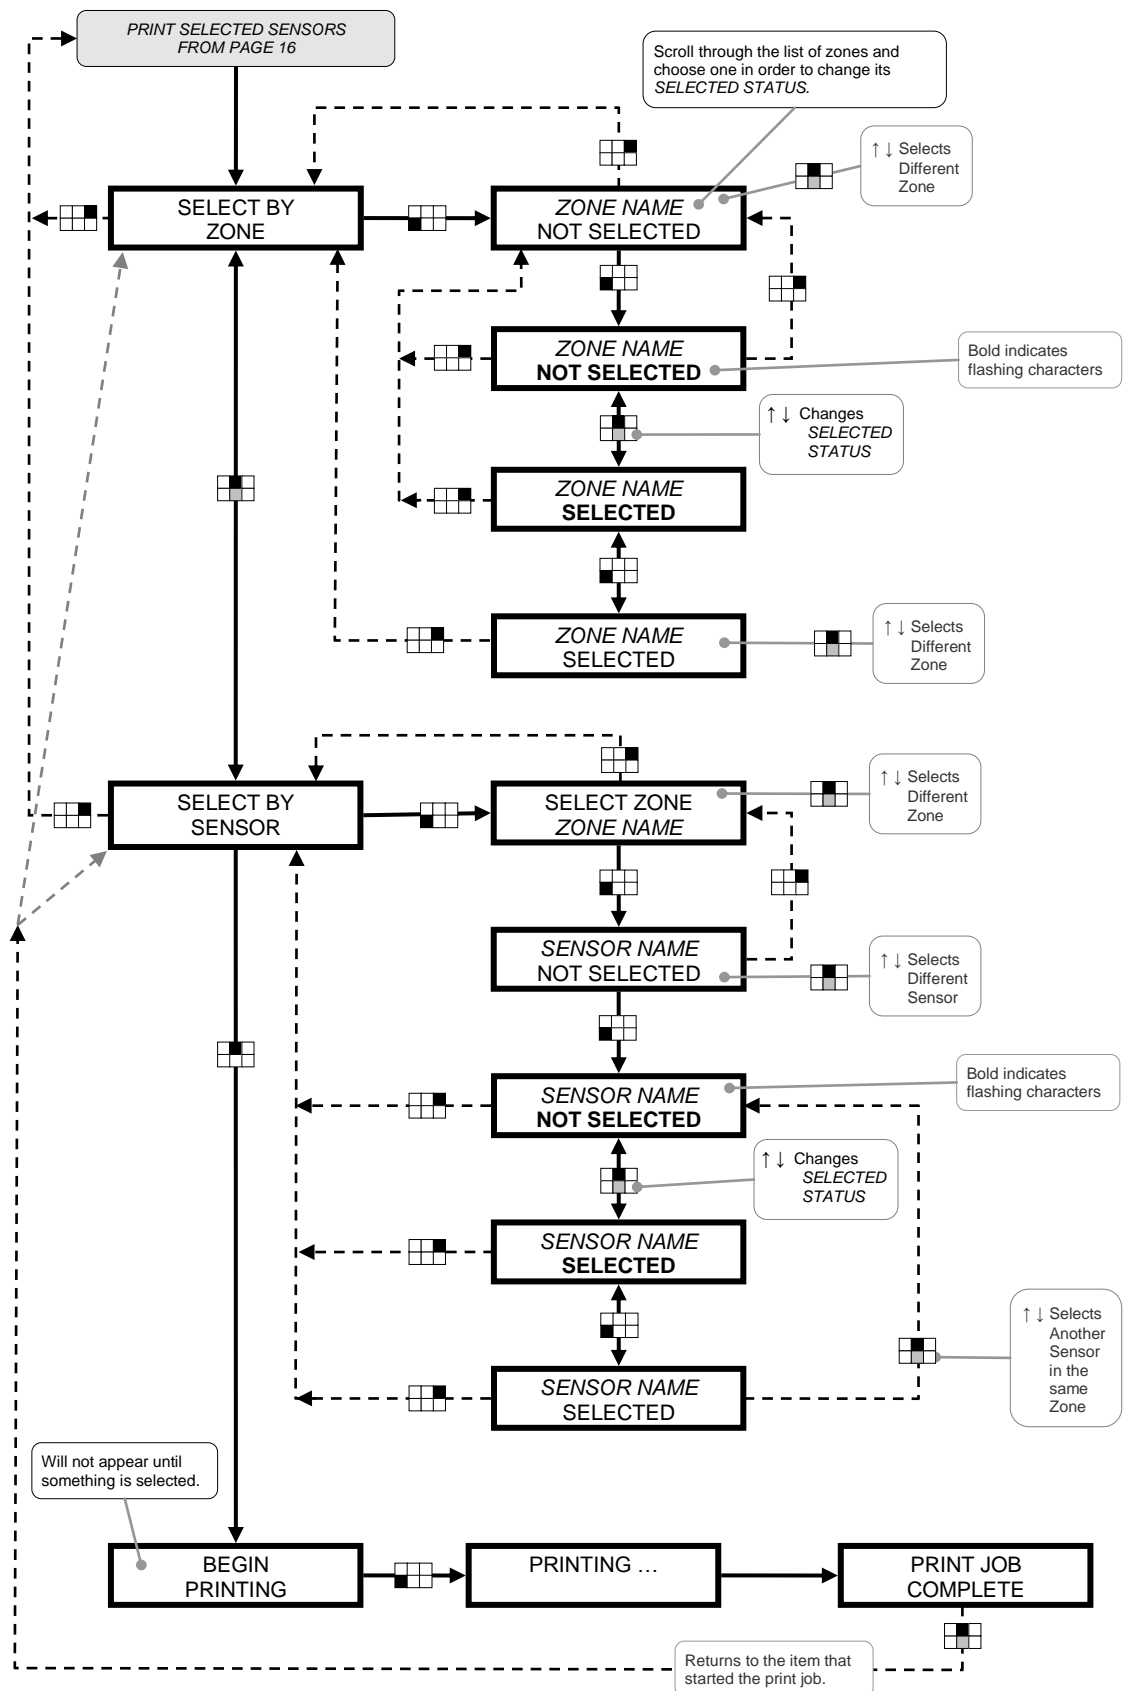 PRINT SELECTED SENSORS
FROM PAGE 16
Scroll through the list of zones and
choose one in order to change its
SELECTED STATUS.
↑↓ Selects
Different
Zone
SELECT BY
ZONE
ZONE NAME
NOT SELECTED
ZONE NAME
NOT SELECTED
Bold indicates
flashing characters
↑↓ Changes
SELECTED
STATUS
ZONE NAME
SELECTED
ZONE NAME
SELECTED
↑↓ Selects
Different
Zone
SELECT BY
SENSOR
SELECT ZONE
ZONE NAME
↑↓ Selects
Different
Zone
SENSOR NAME
NOT SELECTED
↑↓ Selects
Different
Sensor
SENSOR NAME
NOT SELECTED
Bold indicates
flashing characters
↑↓ Changes
SELECTED
STATUS
SENSOR NAME
SELECTED
↑↓ Selects
Another
Sensor
in the
same
Zone
SENSOR NAME
SELECTED
Will not appear until
something is selected.
BEGIN
PRINTING
PRINTING …
PRINT JOB
COMPLETE
Returns to the item that
started the print job.